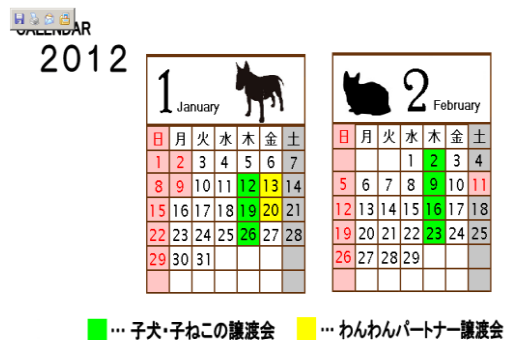 CALENDAR
2012
1 January
日 月 火 水 木 金 土
1 2 3 4 5 6 7
8 9 10 11 12 13 14
15 16 17 18 19 20 21
22 23 24 25 26 27 28
29 30 31
2 February
日 月 火 水 木 金 土
1 2 3 4
5 6 7 8 9 10 11
12 13 14 15 16 17 18
19 20 21 22 23 24 25
26 27 28 29
… 子犬・子ねこの譲渡会
… わんわんパートナー譲渡会